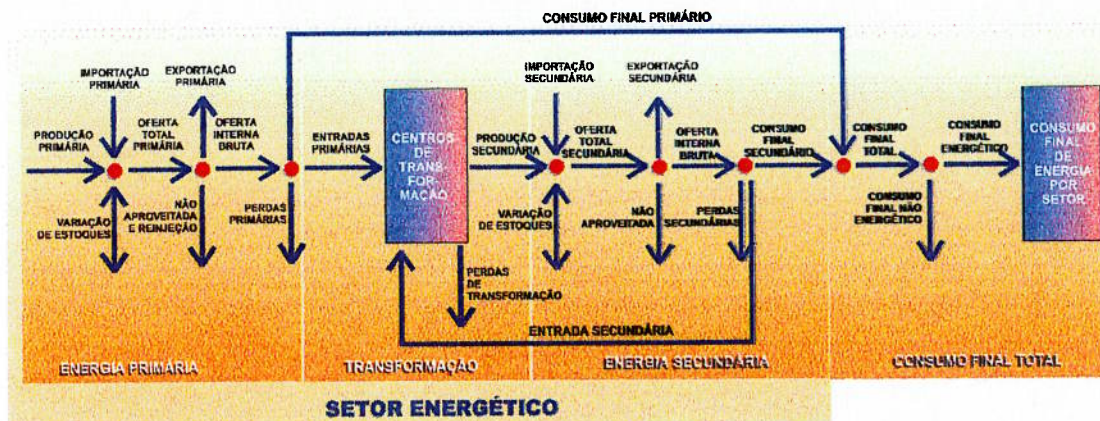 CONSUMO FINAL PRIMÁRIO
IMPORTAÇÃO
PRIMÁRIA
EXPORTAÇÃO
PRIMÁRIA
IMPORTAÇÃO
SECUNDÁRIA
EXPORTAÇÃO
SECUNDÁRIA
PRODUÇÃO
PRIMÁRIA
OFERTA
TOTAL
PRIMÁRIA
OFERTA
INTERNA
BRUTA
ENTRADAS
PRIMÁRIAS
CENTROS
DE
TRANS-
FOR-
MAÇÃO
PRODUÇÃO
SECUNDÁRIA
OFERTA
TOTAL
SECUNDÁRIA
OFERTA
INTERNA
BRUTA
CONSUMO
FINAL
SECUNDÁRIO
CONSUMO
FINAL
TOTAL
CONSUMO
FINAL
ENERGÉTICO
CONSUMO
FINAL
DE
ENERGIA
POR
SETOR
VARIAÇÃO
DE ESTOQUES
NÃO
APROVEITADA
E REINJEÇÃO
PERDAS
PRIMÁRIAS
VARIAÇÃO
DE ESTOQUES
NÃO
APROVEITADA
PERDAS
SECUNDÁRIAS
CONSUMO
FINAL NÃO
ENERGÉTICO
PERDAS
DE
TRANSFORMAÇÃO
ENTRADA SECUNDÁRIA
ENERGIA PRIMÁRIA
TRANSFORMAÇÃO
ENERGIA SECUNDÁRIA
CONSUMO FINAL TOTAL
SETOR ENERGÉTICO